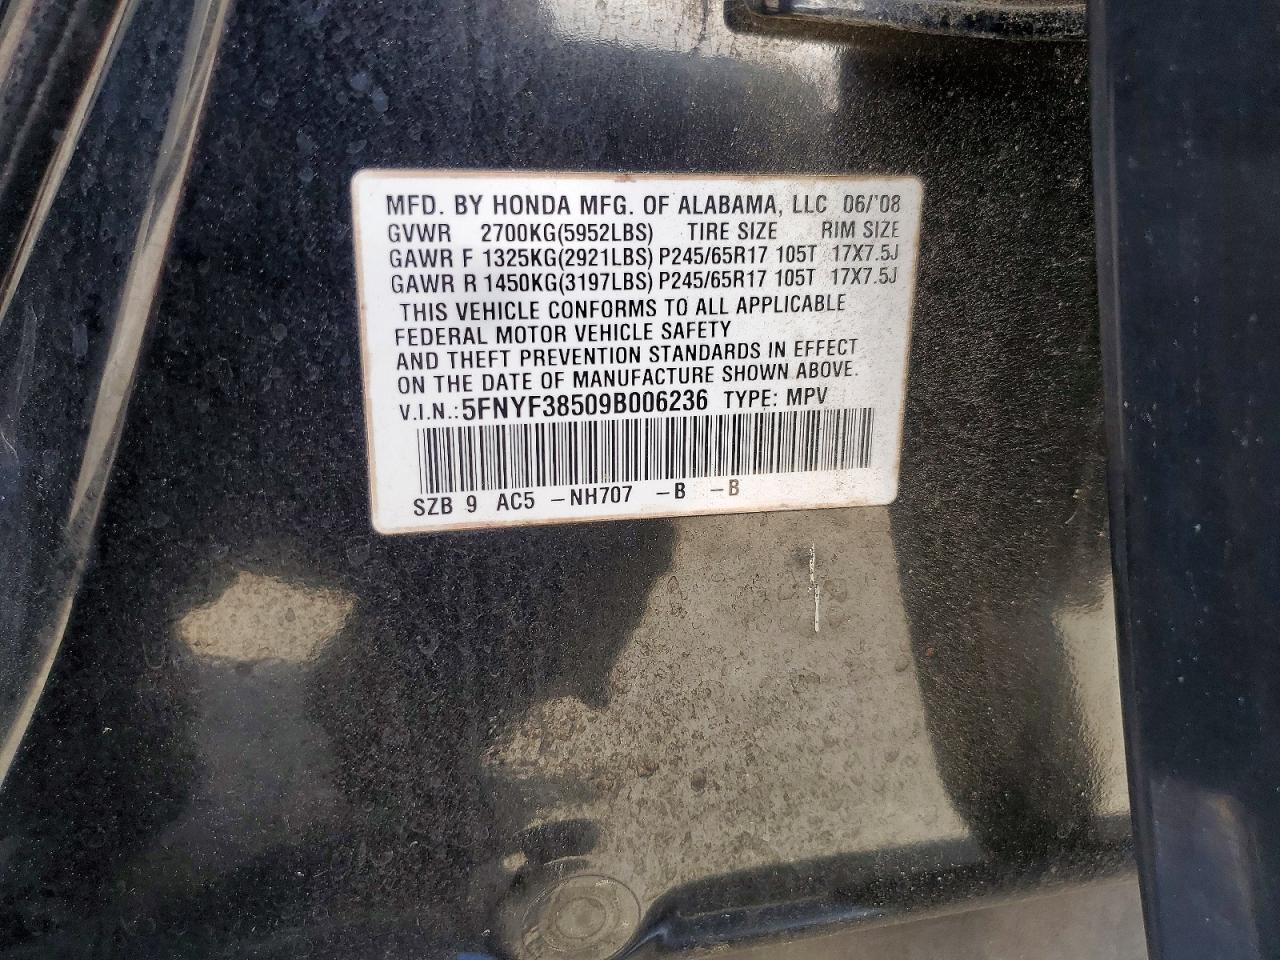 MFD. BY HONDA MFG. OF ALABAMA, LLC 06/'08
GVWR 2700KG(5952LBS) TIRE SIZE RIM SIZE
GAWR F 1325KG(2921LBS) P245/65R17 105T 17X7.5J
GAWR R 1450KG(3197LBS) P245/65R17 105T 17X7.5J
THIS VEHICLE CONFORMS TO ALL APPLICABLE
FEDERAL MOTOR VEHICLE SAFETY
AND THEFT PREVENTION STANDARDS IN EFFECT
ON THE DATE OF MANUFACTURE SHOWN ABOVE.
V.I.N.:5FNYF38509B006236 TYPE: MPV
SZB 9 AC5 -NH707 -B -B